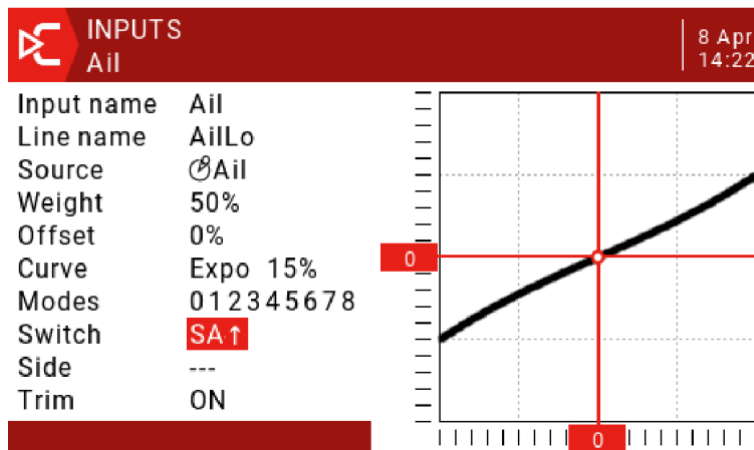 INPUTS
Ail
8 Apr
14:22
Input name Ail
Line name AilLo
Source Ail
Weight 50%
Offset 0%
Curve Expo 15%
Modes 012345678
Switch SA↑
Side ---
Trim ON
0
0